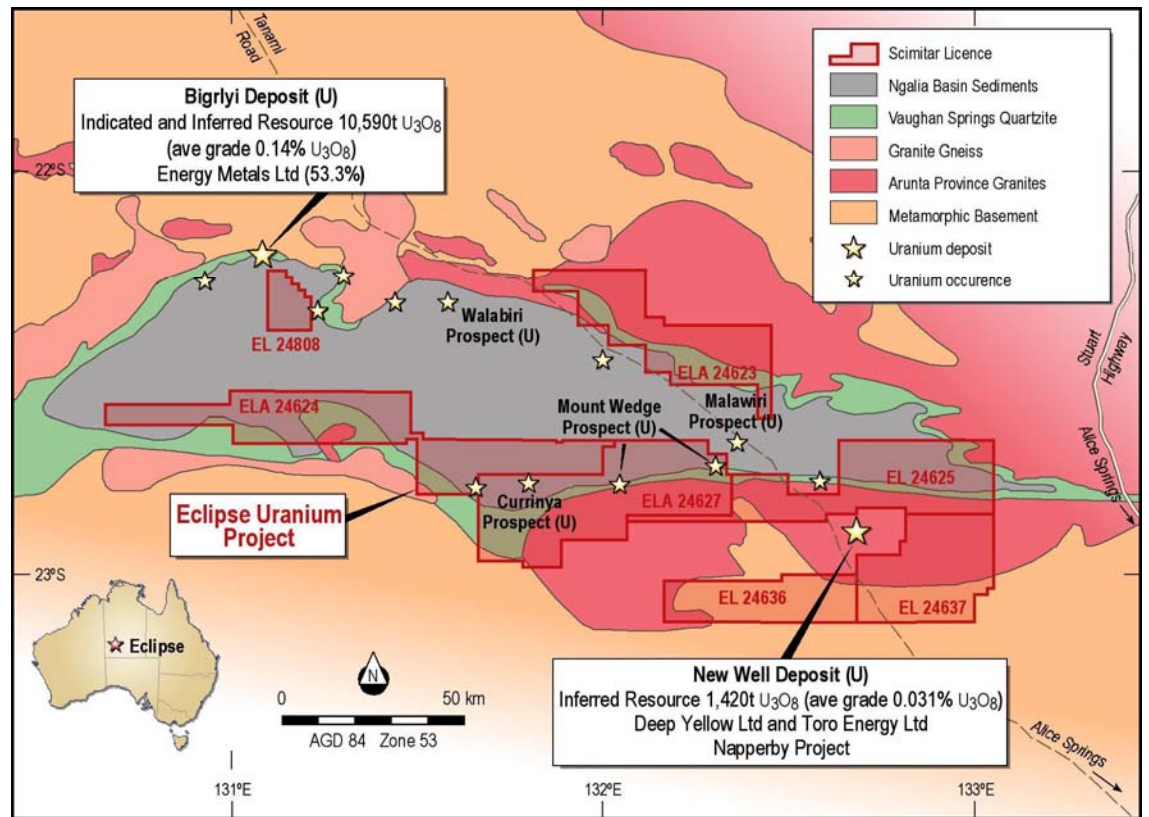 Tanami
Road
Bigrlyi Deposit (U)
Indicated and Inferred Resource 10,590t U₃O₈
(ave grade 0.14% U₃O₈)
Energy Metals Ltd (53.3%)
Scimitar Licence
Ngalia Basin Sediments
Vaughan Springs Quartzite
Granite Gneiss
Arunta Province Granites
Metamorphic Basement
Uranium deposit
Uranium occurence
22ºS
Stuart
Highway
Alice Springs
EL 24808
Walabiri
Prospect (U)
ELA 24623
ELA 24624
Mount Wedge
Prospect (U)
Malawiri
Prospect (U)
EL 24625
ELA 24627
Currinya
Prospect (U)
Eclipse Uranium
Project
23ºS
EL 24636
EL 24637
Eclipse
N
0
50 km
AGD 84 Zone 53
New Well Deposit (U)
Inferred Resource 1,420t U₃O₈ (ave grade 0.031% U₃O₈)
Deep Yellow Ltd and Toro Energy Ltd
Napperby Project
Alice Springs
131ºE
132ºE
133ºE